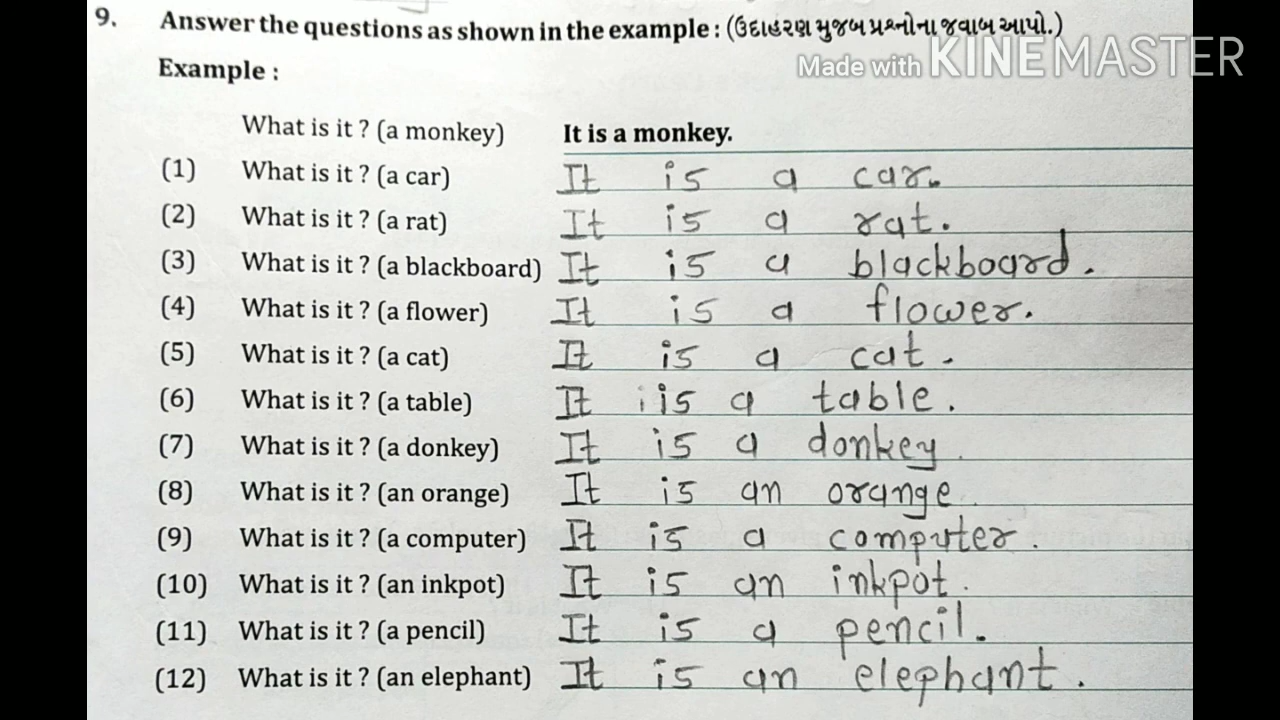 9. Answer the questions as shown in the example : (ઉદાહરણ મુજબ પ્રશ્નોના જવાબ આપો.)
Made with KINEMASTER
Example :
What is it ? (a monkey) It is a monkey.
(1) What is it ? (a car) It is a car.
(2) What is it ? (a rat) It is a rat.
(3) What is it ? (a blackboard) It is a blackboard.
(4) What is it ? (a flower) It is a flower.
(5) What is it ? (a cat) It is a cat.
(6) What is it ? (a table) It is a table.
(7) What is it ? (a donkey) It is a donkey.
(8) What is it ? (an orange) It is an orange.
(9) What is it ? (a computer) It is a computer.
(10) What is it ? (an inkpot) It is an inkpot.
(11) What is it ? (a pencil) It is a pencil.
(12) What is it ? (an elephant) It is an elephant.